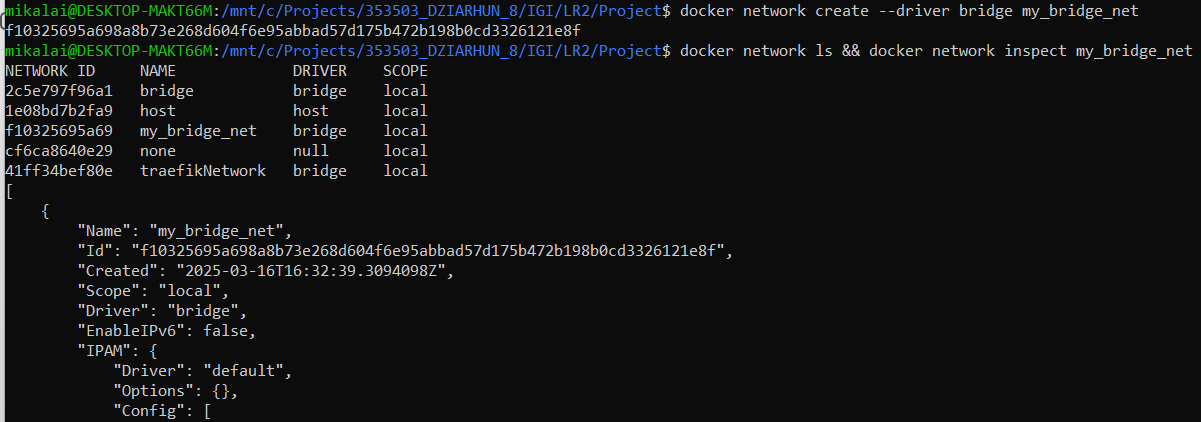 mikalai@DESKTOP-MAKT66M:/mnt/c/Projects/353503_DZIARHUN_8/IGI/LR2/Project$ docker network create --driver bridge my_bridge_net
f10325695a698a8b73e268d604f6e95abbad57d175b472b198b0cd3326121e8f
mikalai@DESKTOP-MAKT66M:/mnt/c/Projects/353503_DZIARHUN_8/IGI/LR2/Project$ docker network ls && docker network inspect my_bridge_net
NETWORK ID     NAME             DRIVER    SCOPE
2c5e797f96a1   bridge           bridge    local
1e08bd7b2fa9   host             host      local
f10325695a69   my_bridge_net    bridge    local
cf6ca8640e29   none             null      local
41ff34bef80e   traefikNetwork   bridge    local
[
    {
        "Name": "my_bridge_net",
        "Id": "f10325695a698a8b73e268d604f6e95abbad57d175b472b198b0cd3326121e8f",
        "Created": "2025-03-16T16:32:39.3094098Z",
        "Scope": "local",
        "Driver": "bridge",
        "EnableIPv6": false,
        "IPAM": {
            "Driver": "default",
            "Options": {},
            "Config": [